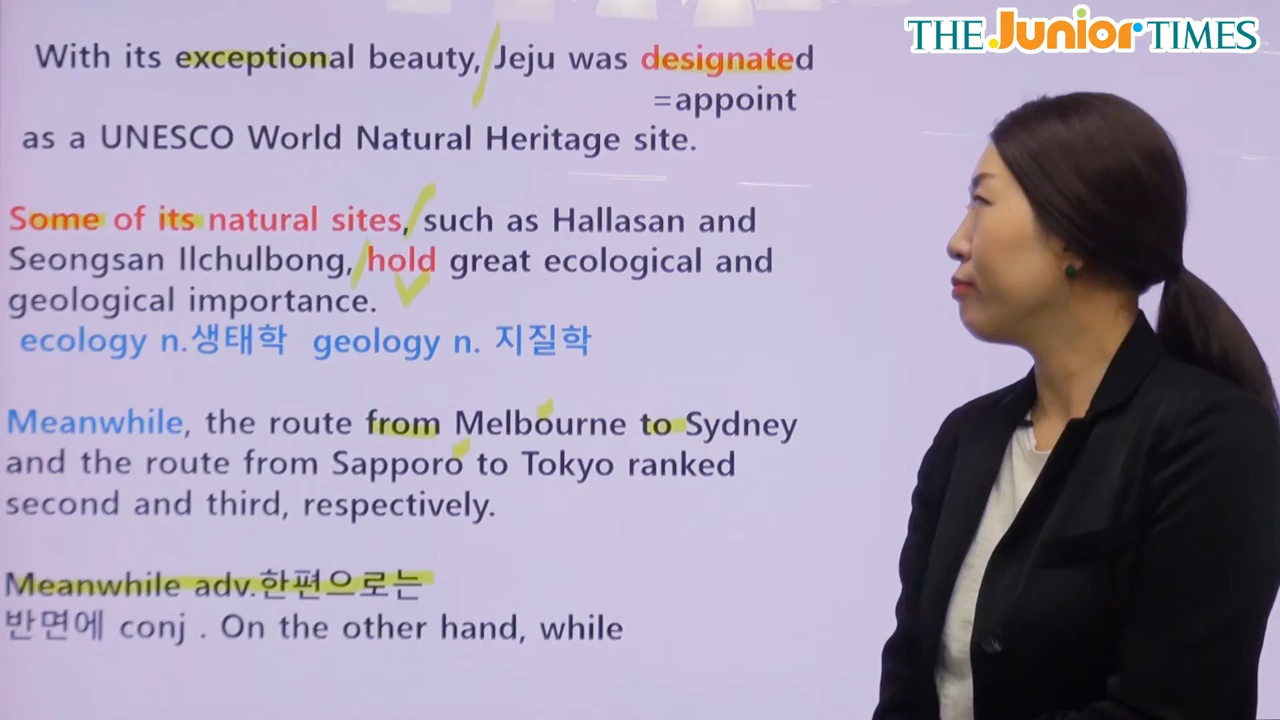 THE Junior TIMES
With its exceptional beauty, Jeju was designated
=appoint
as a UNESCO World Natural Heritage site.
Some of its natural sites, such as Hallasan and
Seongsan Ilchulbong, hold great ecological and
geological importance.
ecology n.생태학 geology n. 지질학
Meanwhile, the route from Melbourne to Sydney
and the route from Sapporo to Tokyo ranked
second and third, respectively.
Meanwhile adv.한편으로는
반면에 conj . On the other hand, while